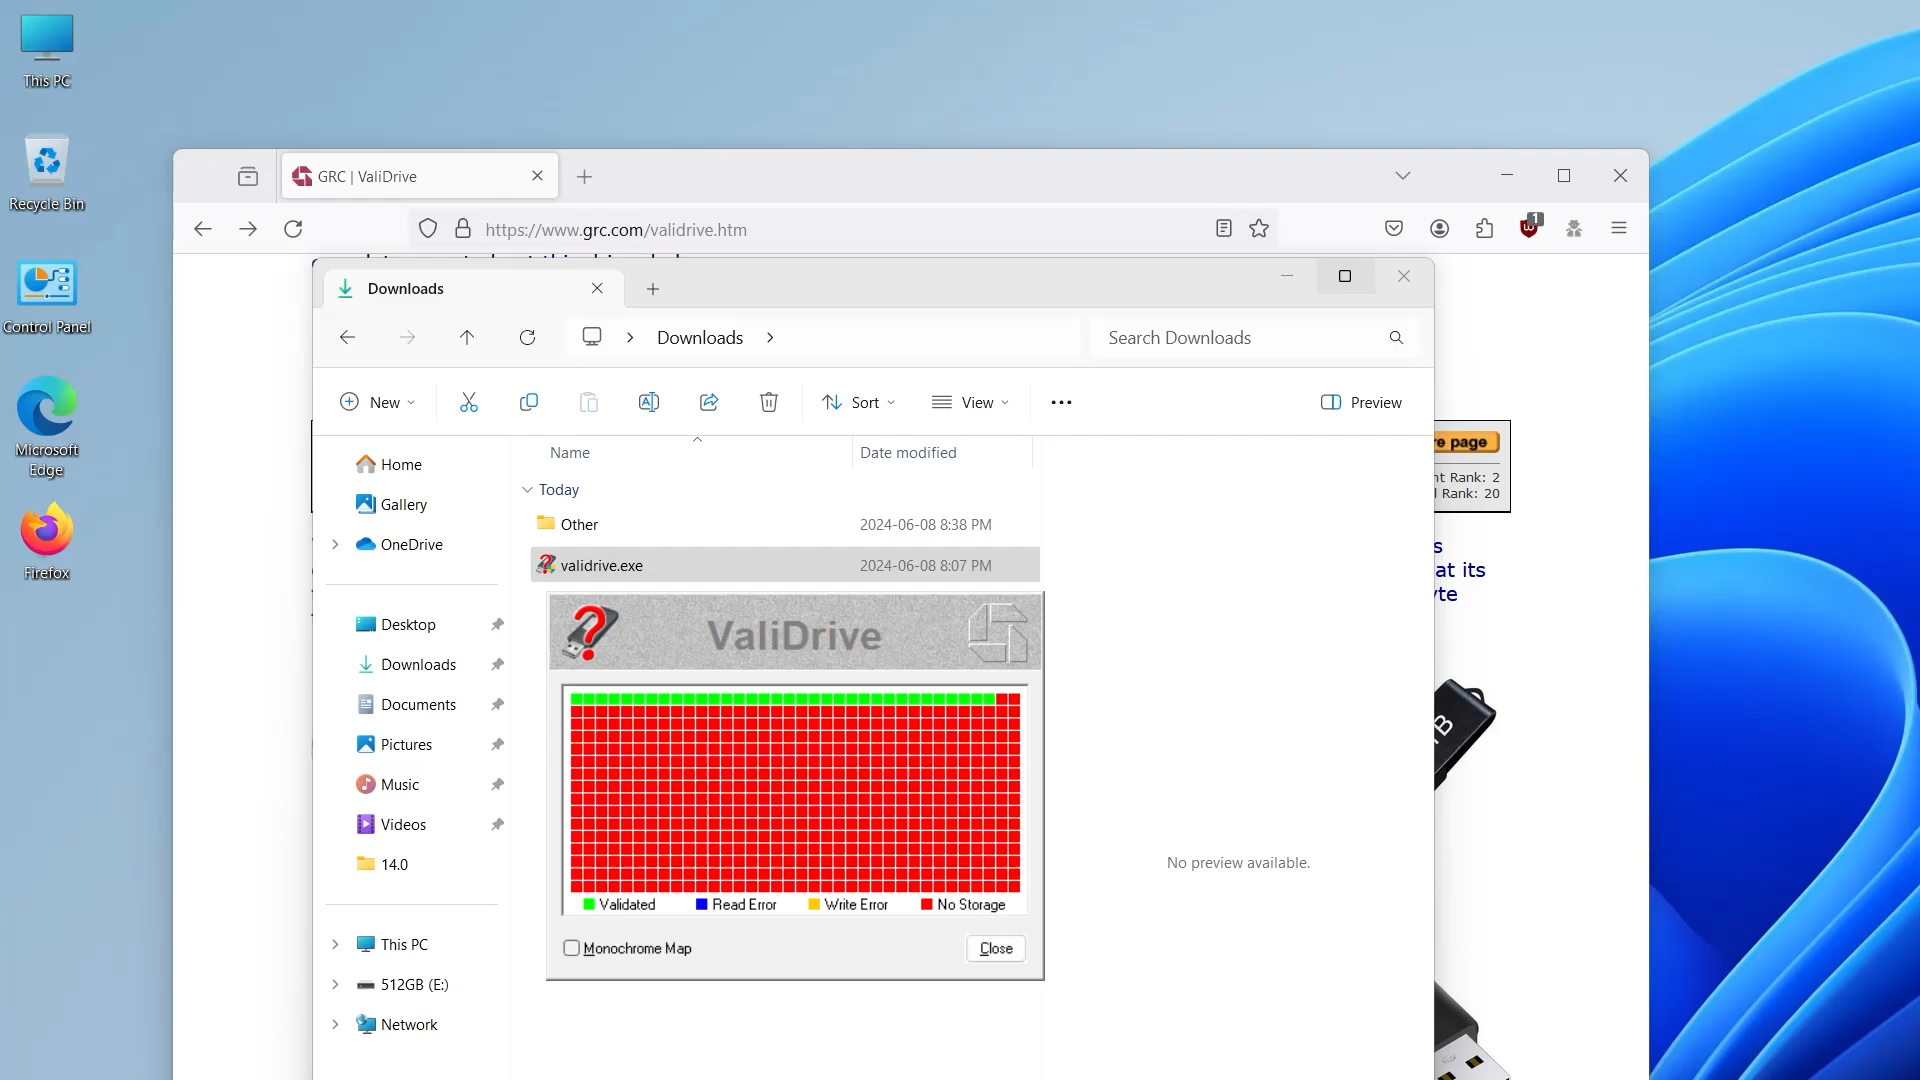 This PC
Recycle Bin
Control Panel
Microsoft
Edge
Firefox
GRC | ValiDrive
https://www.grc.com/validrive.htm
1
Downloads
Downloads
Search Downloads
New
Sort
View
Preview
Home
Gallery
OneDrive
Desktop
Downloads
Documents
Pictures
Music
Videos
14.0
This PC
512GB (E:)
Network
Name
Date modified
Today
Other
2024-06-08 8:38 PM
validrive.exe
2024-06-08 8:07 PM
ValiDrive
Validated
Read Error
Write Error
No Storage
Monochrome Map
Close
No preview available.
page
Rank: 2
Rank: 20
at its